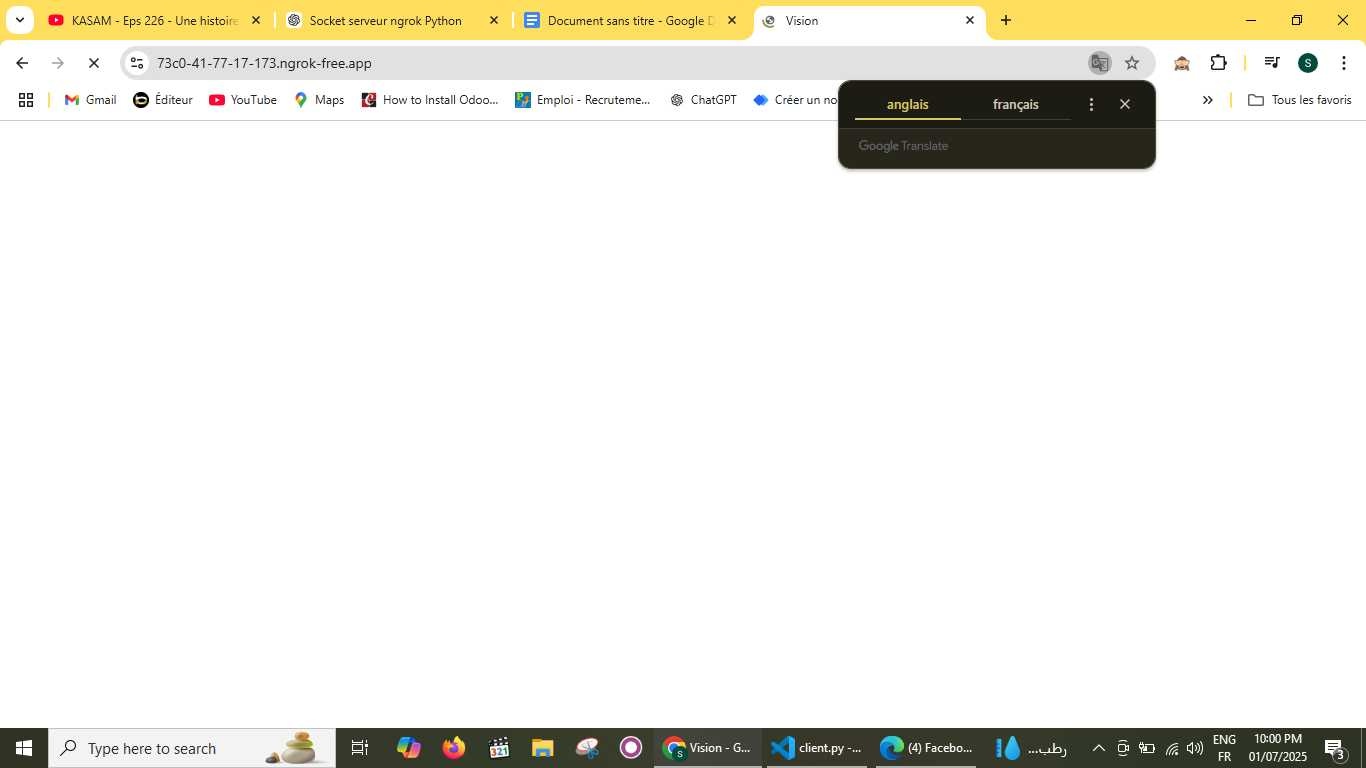 KASAM - Eps 226 - Une histoire
Socket serveur ngrok Python
Document sans titre - Google D
Vision
73c0-41-77-17-173.ngrok-free.app
S
Gmail
Éditeur
YouTube
Maps
How to Install Odoo...
Emploi - Recruteme...
ChatGPT
Créer un no
Tous les favoris
anglais
français
Google Translate
Type here to search
321
Vision - G...
client.py -...
(4) Facebo...
رطب...
ENG
FR
10:00 PM
01/07/2025
3